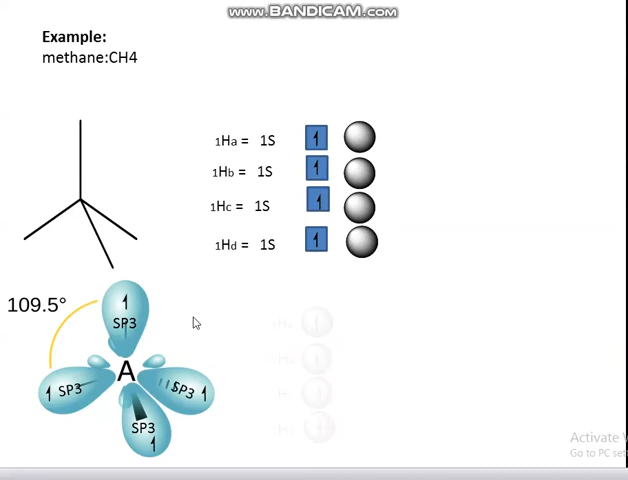 www.BANDICAM.com
Example:
methane:CH4
1Ha = 1S
1Hb = 1S
1Hc = 1S
1Hd = 1S
109.5°
SP3
A
SP3
SP3
SP3
Activate
Go to PC set